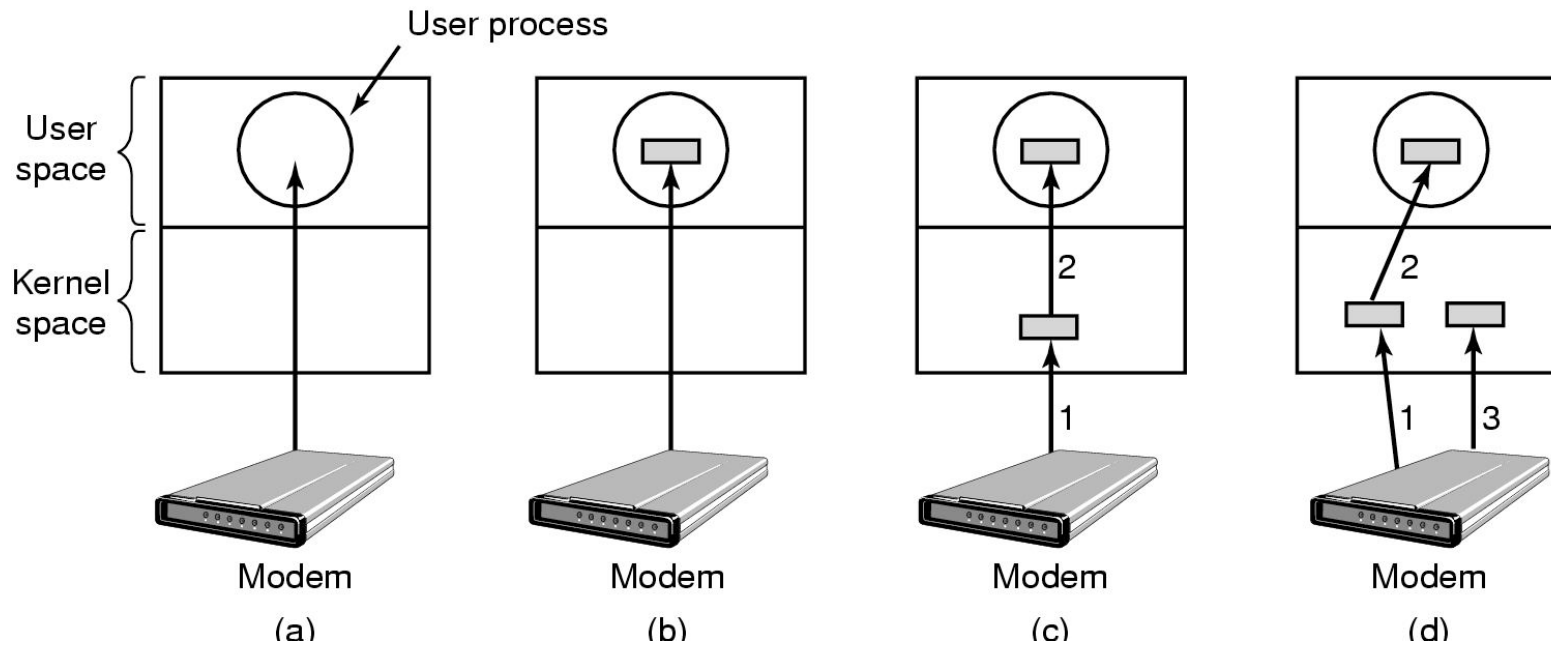 User process
User
space
Kernel
space
2
1
2
1
3
Modem
Modem
Modem
Modem
(a)
(b)
(c)
(d)